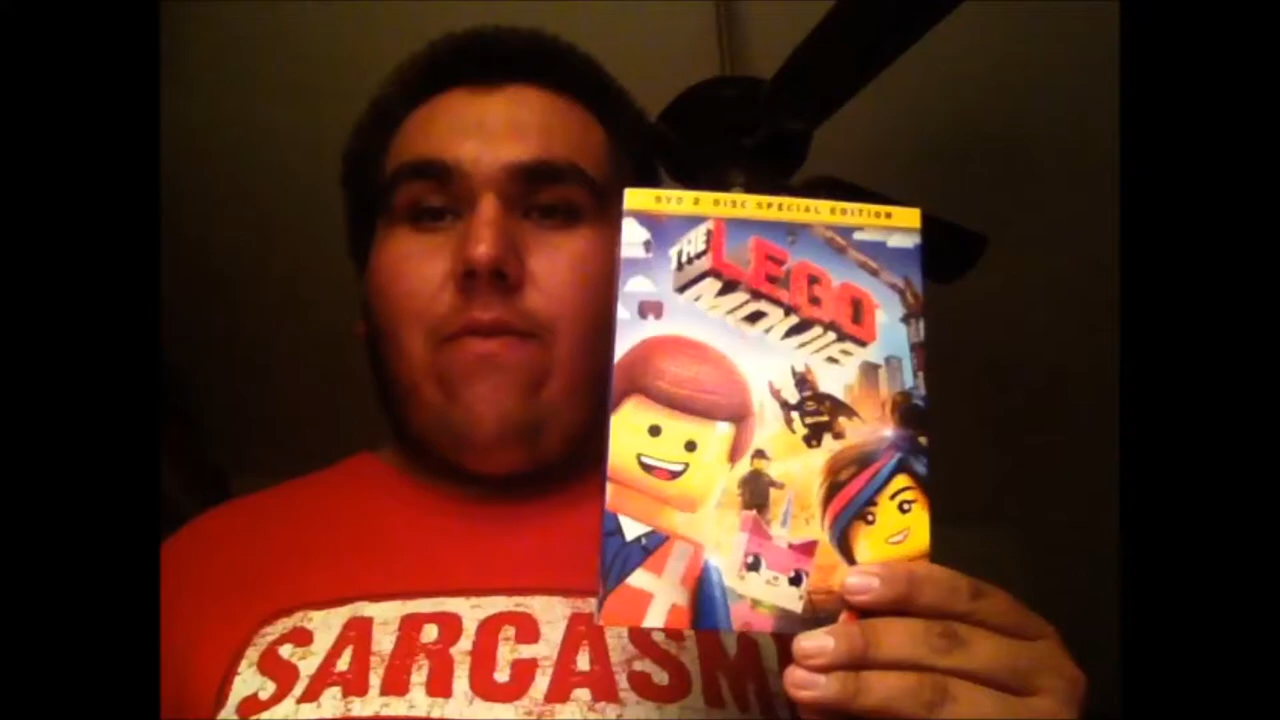 DVD 2-DISC SPECIAL EDITION
THE
LEGO
MOVIE
SARCASM